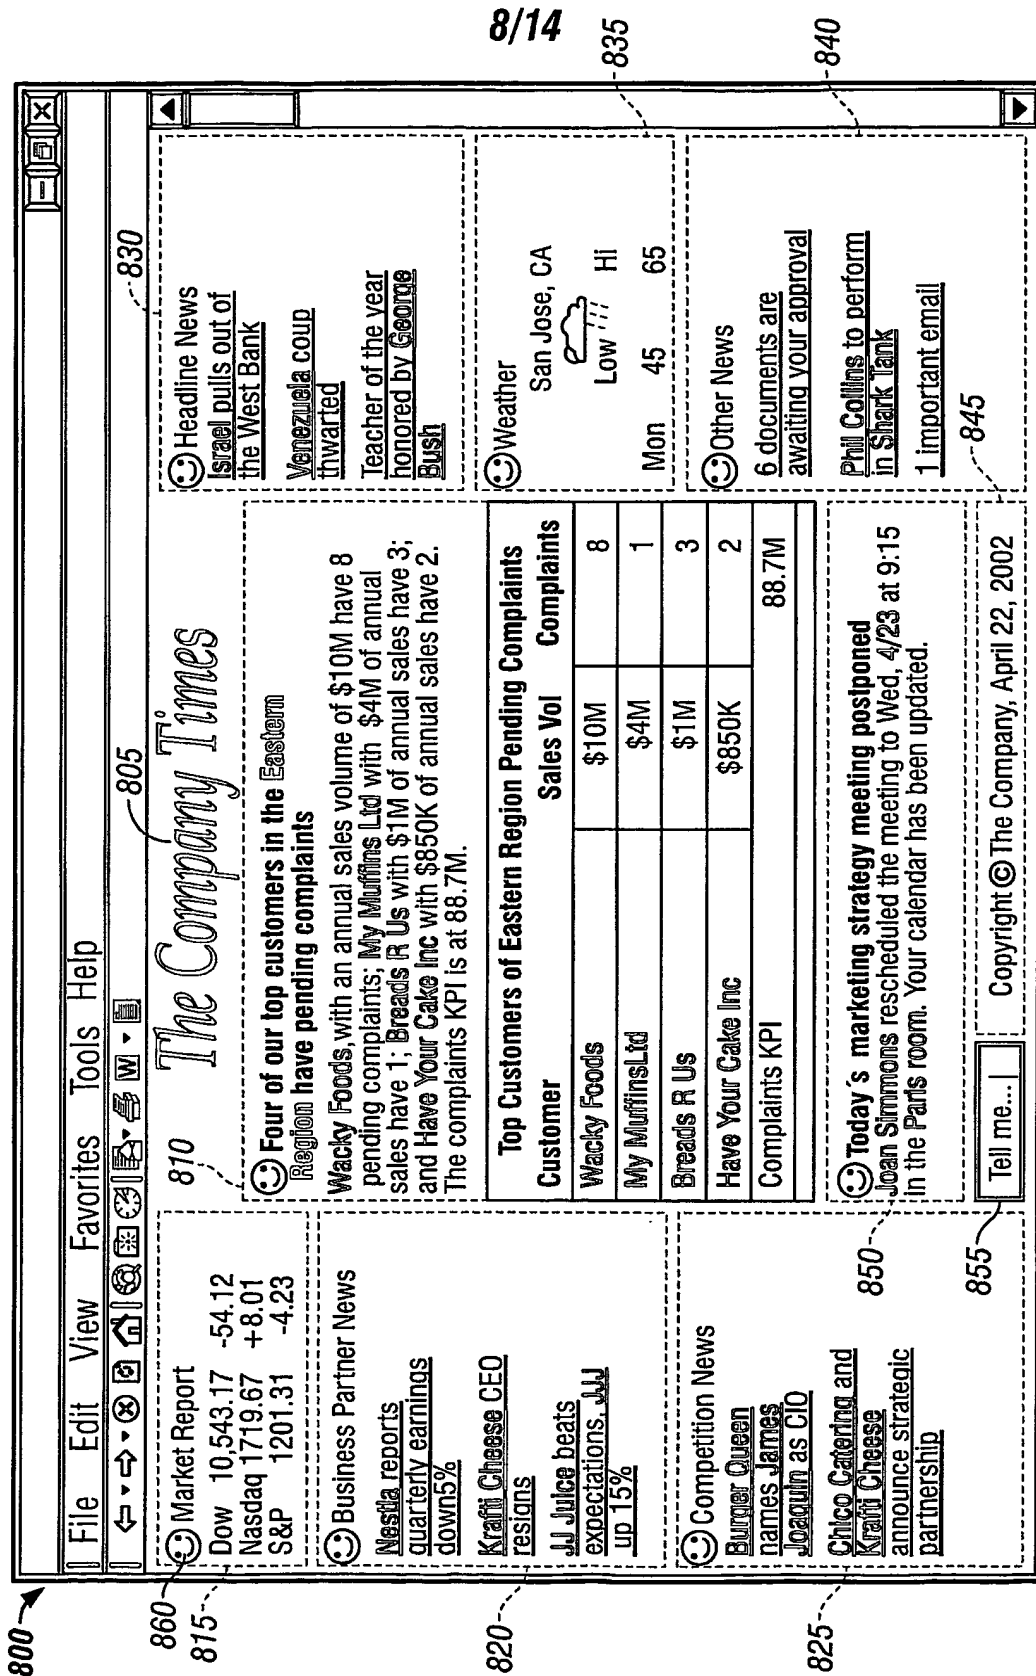 8/14
800
File Edit View Favorites Tools Help
W
805
The Company Times
860
Market Report
815
Dow 10,543.17 -54.12
Nasdaq 1719.67 +8.01
S&P 1201.31 -4.23
820
Business Partner News
Nestla reports
quarterly earnings
down5%
Krafti Cheese CEO
resigns
JJ Juice beats
expectations, JJJ
up 15%
825
Competition News
Burger Queen
names James
Joaquin as CIO
Chico Catering and
Krafti Cheese
announce strategic
partnership
810
Four of our top customers in the Eastern
Region have pending complaints
Wacky Foods,with an annual sales volume of $10M have 8
pending complaints; My Muffins Ltd with $4M of annual
sales have 1; Breads R Us with $1M of annual sales have 3;
and Have Your Cake Inc with $850K of annual sales have 2.
The complaints KPI is at 88.7M.
Top Customers of Eastern Region Pending Complaints
Customer Sales Vol Complaints
Wacky Foods $10M 8
My MuffinsLtd $4M 1
Breads R Us $1M 3
Have Your Cake Inc $850K 2
Complaints KPI 88.7M
850
Today´s marketing strategy meeting postponed
Joan Simmons rescheduled the meeting to Wed, 4/23 at 9:15
in the Paris room. Your calendar has been updated.
855
Tell me...|
845
Copyright © The Company, April 22, 2002
830
Headline News
Israel pulls out of
the West Bank
Venezuela coup
thwarted
Teacher of the year
honored by George
Bush
835
Weather
San Jose, CA
Low Hi
Mon 45 65
840
Other News
6 documents are
awaiting your approval
Phil Collins to perform
in Shark Tank
1 important email